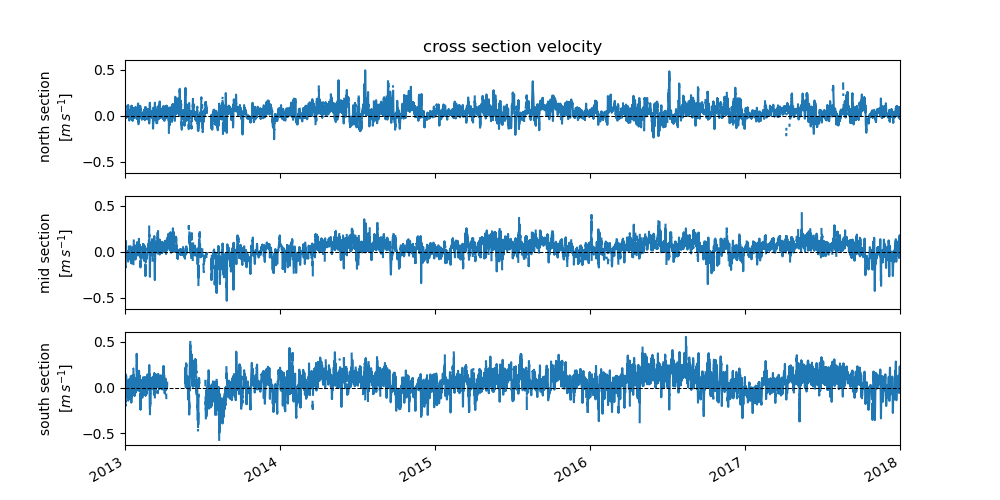 cross section velocity
north section
[m s⁻¹]
0.5
0.0
−0.5
mid section
[m s⁻¹]
0.5
0.0
−0.5
south section
[m s⁻¹]
0.5
0.0
−0.5
2013 2014 2015 2016 2017 2018